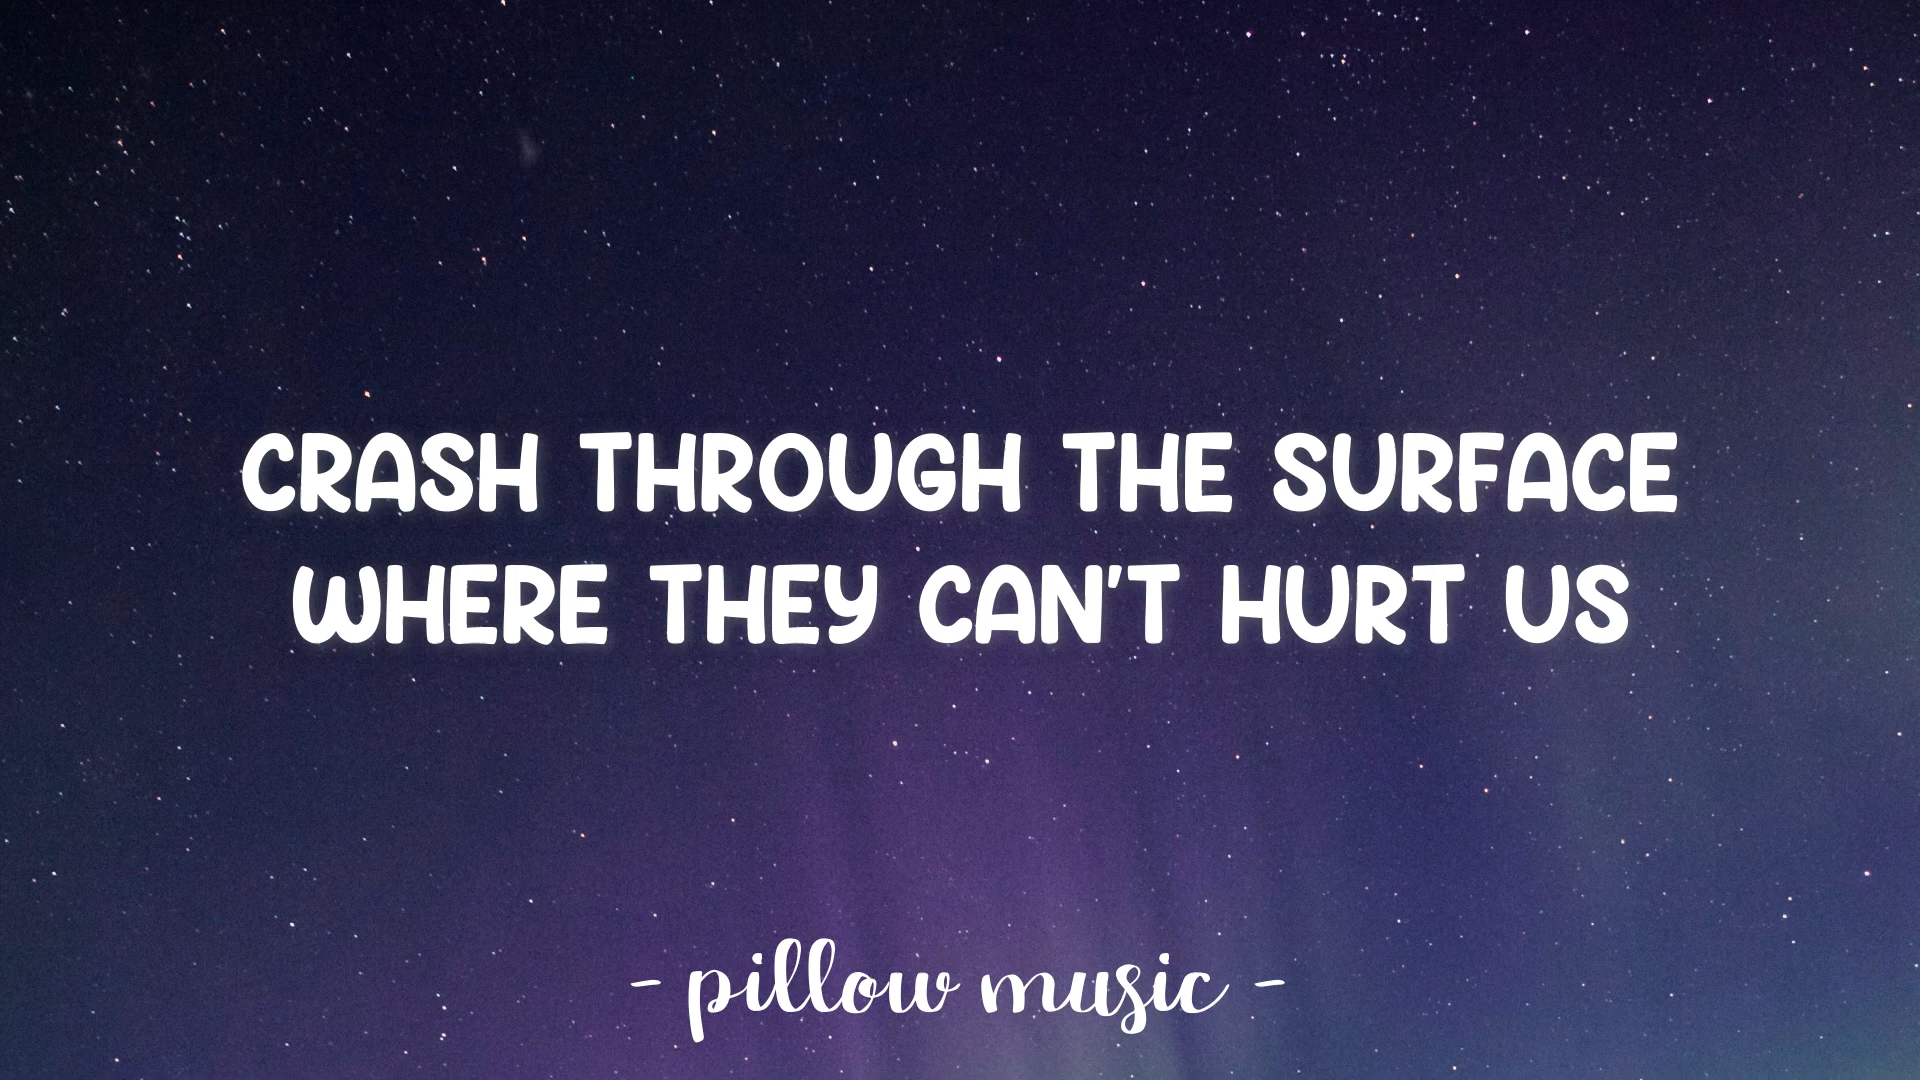 CRASH THROUGH THE SURFACE
WHERE THEY CAN'T HURT US
- pillow music -